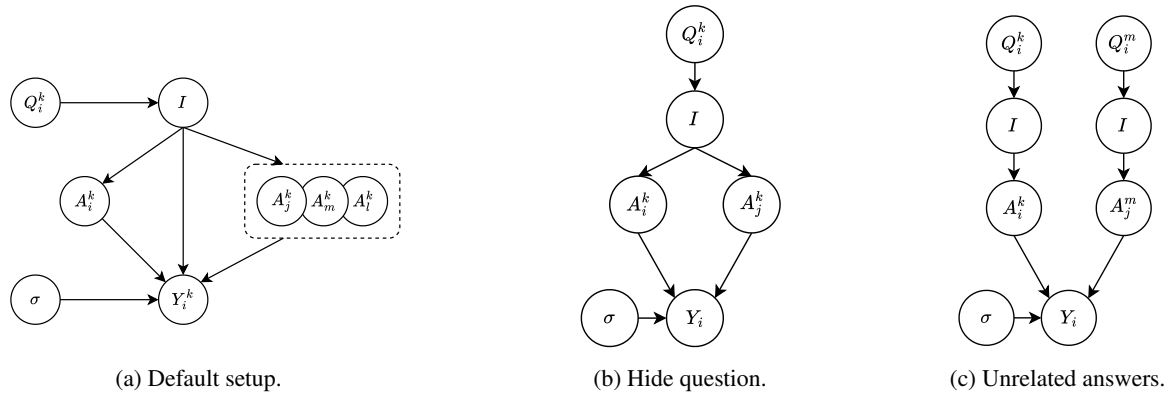 Q_i^k
I
A_i^k
A_j^k A_m^k A_l^k
σ
Y_i^k
(a) Default setup.
Q_i^k
I
A_i^k
A_j^k
σ
Y_i
(b) Hide question.
Q_i^k
Q_i^m
I
I
A_i^k
A_j^m
σ
Y_i
(c) Unrelated answers.